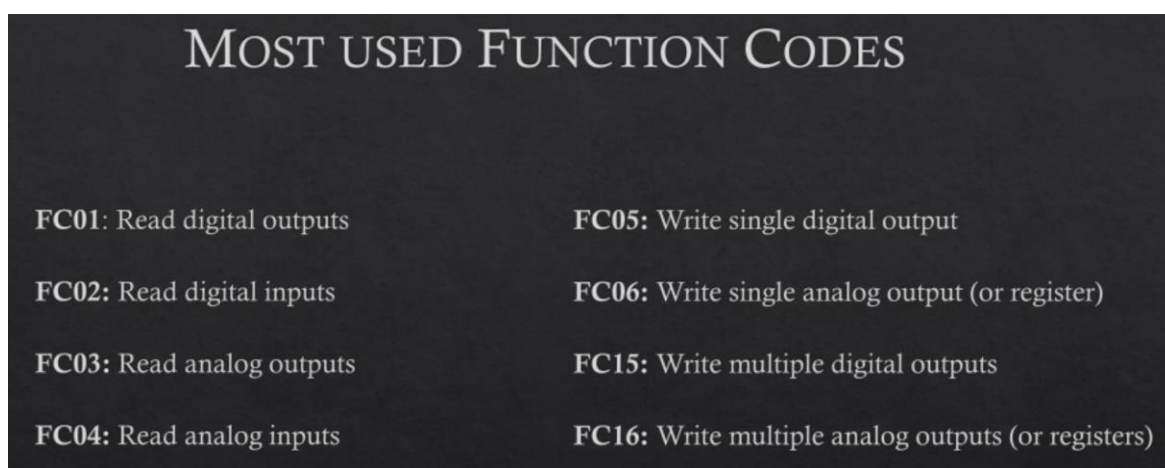 MOST USED FUNCTION CODES
FC01: Read digital outputs
FC02: Read digital inputs
FC03: Read analog outputs
FC04: Read analog inputs
FC05: Write single digital output
FC06: Write single analog output (or register)
FC15: Write multiple digital outputs
FC16: Write multiple analog outputs (or registers)